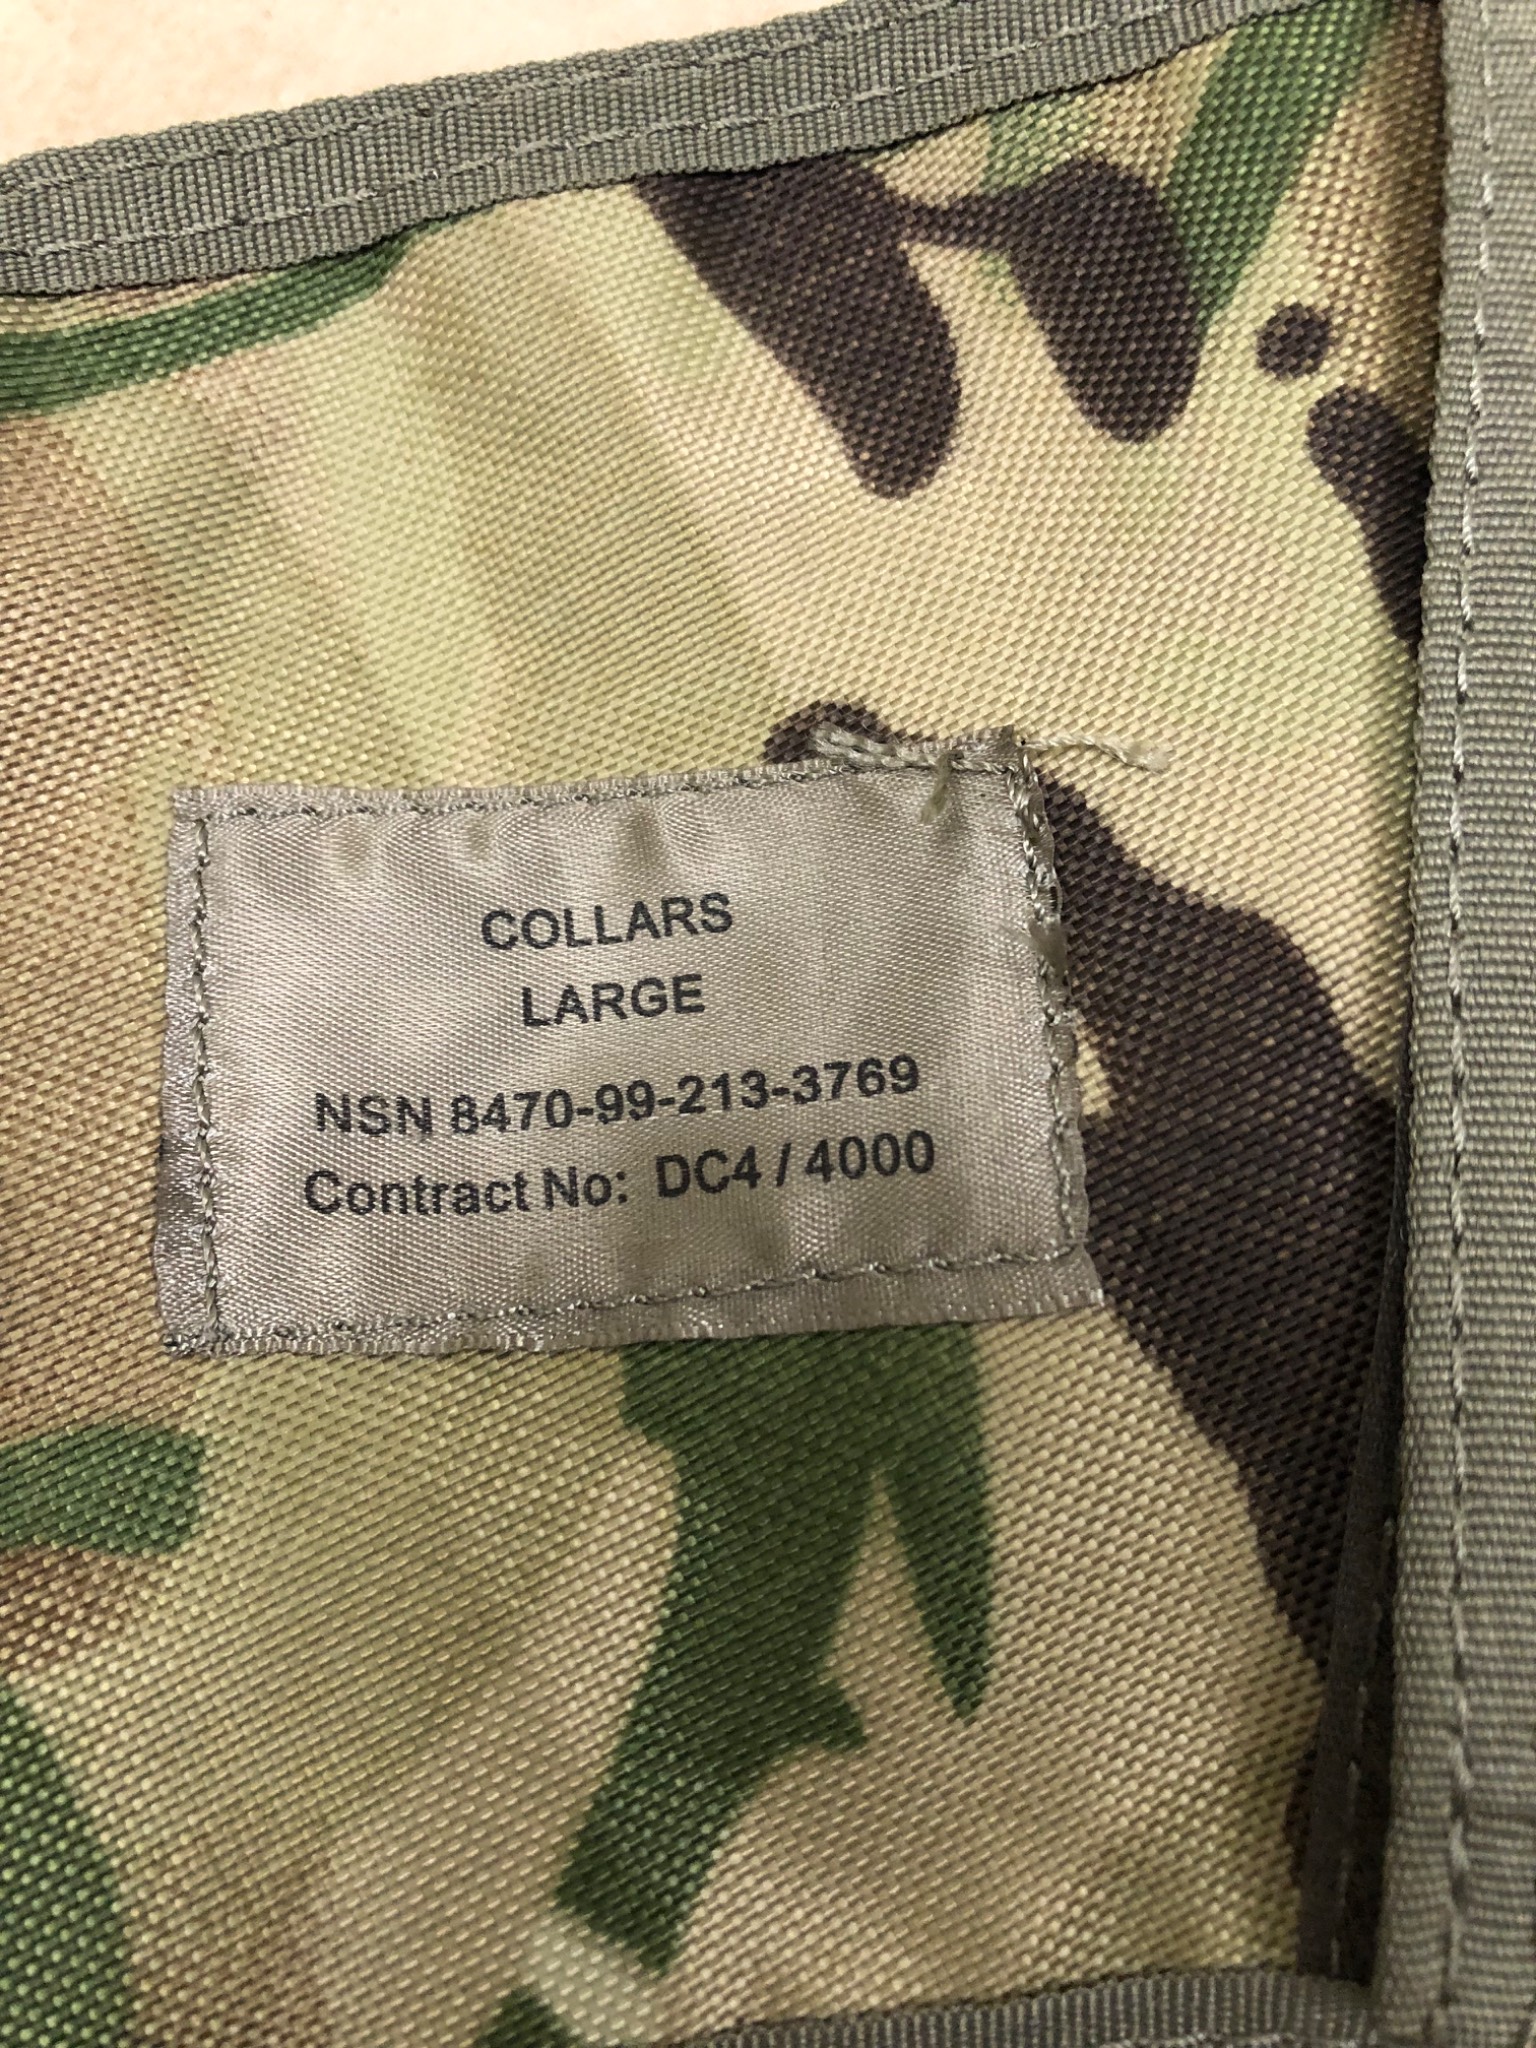 COLLARS
LARGE
NSN 8470-99-213-3769
Contract No: DC4 / 4000